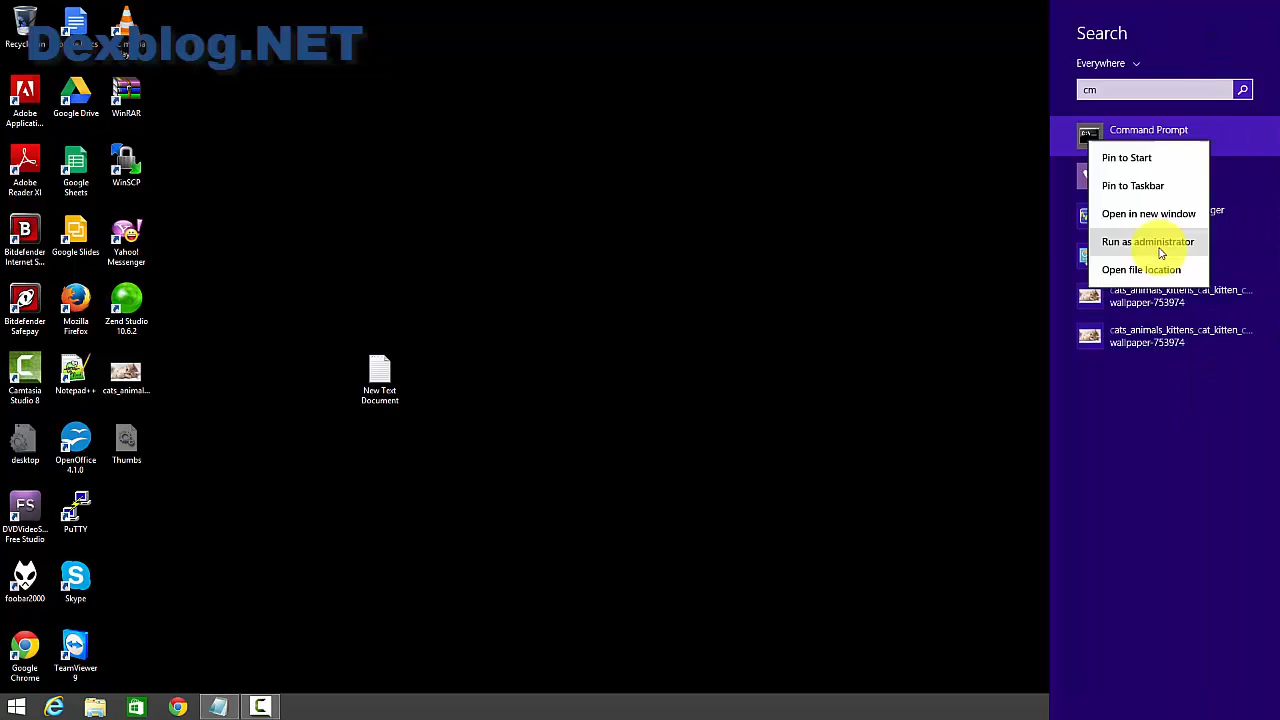 Dexblog.NET
Adobe
Applicati...
Google Drive
WinRAR
Adobe
Reader XI
Google
Sheets
WinSCP
Bitdefender
Internet S...
Google Slides
Yahoo!
Messenger
Bitdefender
Safepay
Mozilla
Firefox
Zend Studio
10.6.2
Camtasia
Studio 8
Notepad++
cats_animal...
desktop
OpenOffice
4.1.0
Thumbs
DVDVideoS...
Free Studio
PuTTY
foobar2000
Skype
Google
Chrome
TeamViewer
9
New Text
Document
Search
Everywhere
cm
Command Prompt
Pin to Start
Pin to Taskbar
Open in new window
Run as administrator
Open file location
ger
cats_animals_kittens_cat_kitten_c...
wallpaper-753974
cats_animals_kittens_cat_kitten_c...
wallpaper-753974